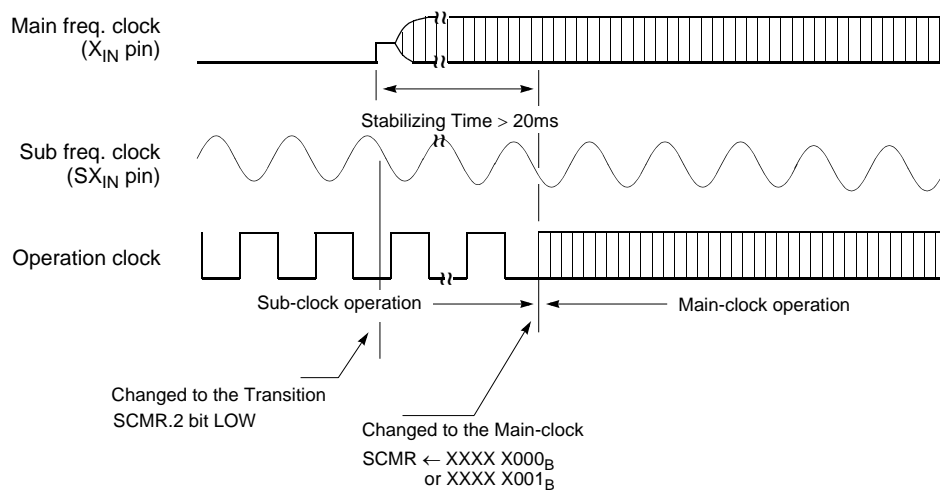 Main freq. clock
(XIN pin)
Stabilizing Time > 20ms
Sub freq. clock
(SXIN pin)
Operation clock
Sub-clock operation
Main-clock operation
Changed to the Transition
SCMR.2 bit LOW
Changed to the Main-clock
SCMR ← XXXX X000B
or XXXX X001B